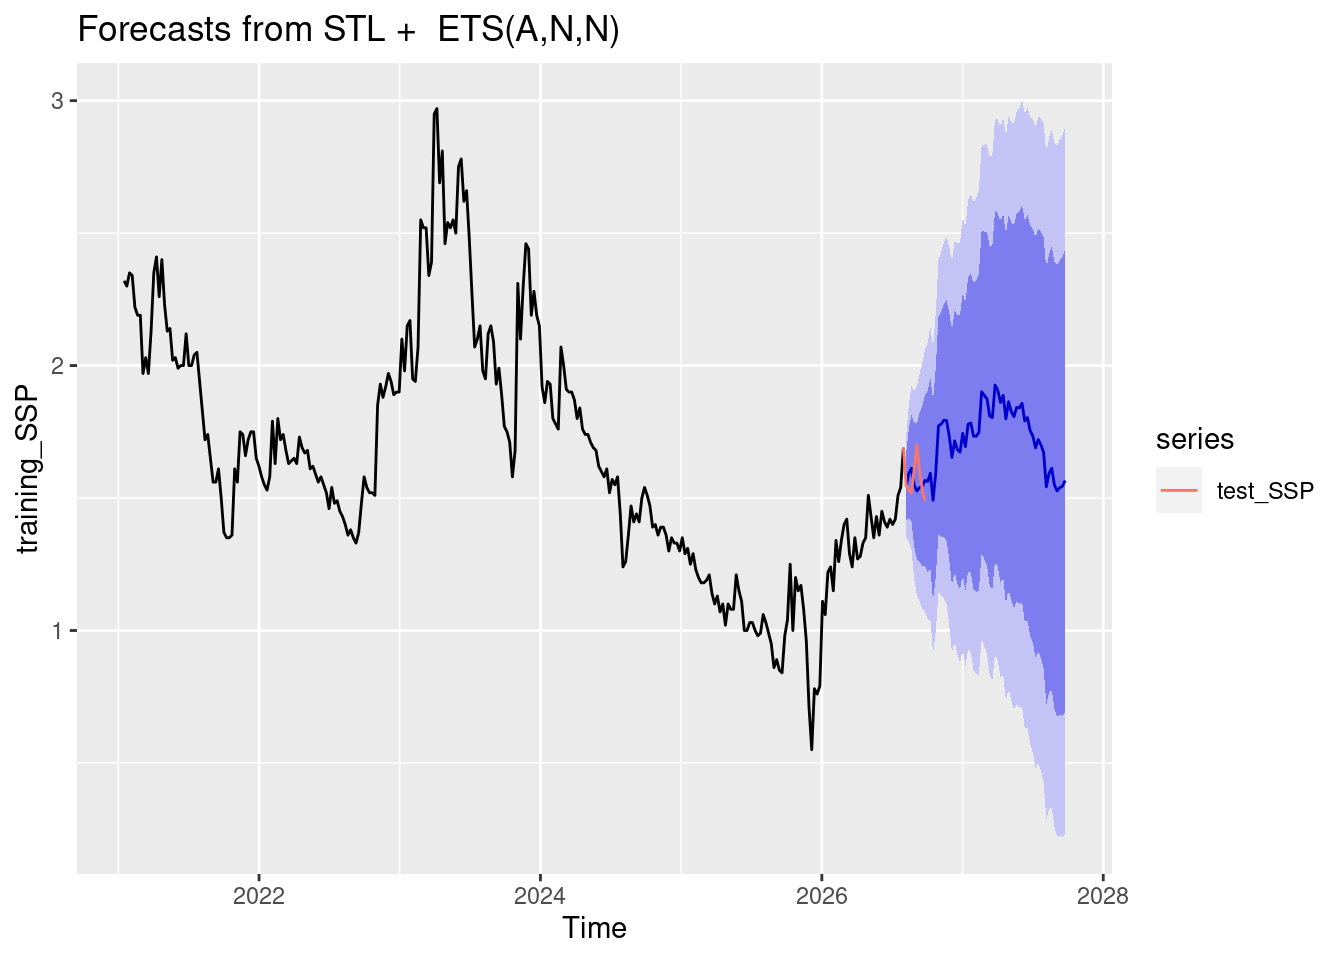 Forecasts from STL +  ETS(A,N,N)
training_SSP
3
2
1
2022
2024
2026
2028
Time
series
test_SSP